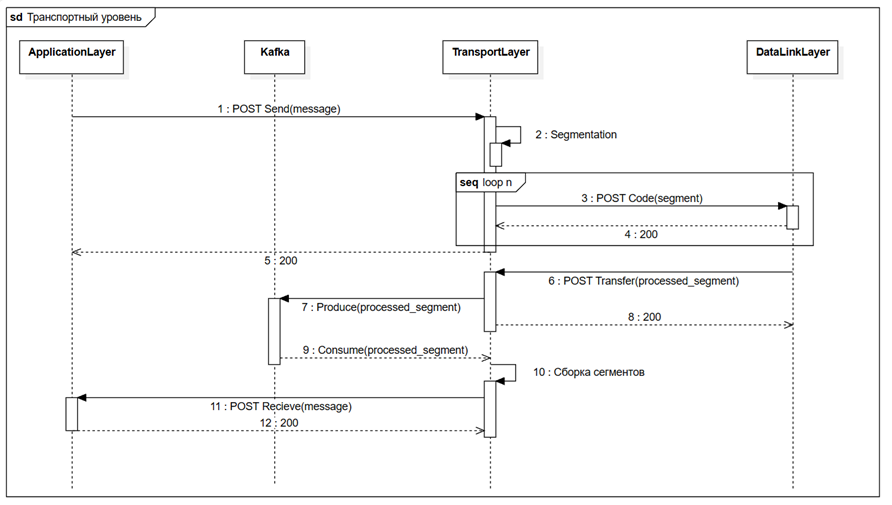 sd Транспортный уровень
ApplicationLayer
Kafka
TransportLayer
DataLinkLayer
1 : POST Send(message)
2 : Segmentation
seq loop n
3 : POST Code(segment)
4 : 200
5 : 200
6 : POST Transfer(processed_segment)
7 : Produce(processed_segment)
8 : 200
9 : Consume(processed_segment)
10 : Сборка сегментов
11 : POST Recieve(message)
12 : 200